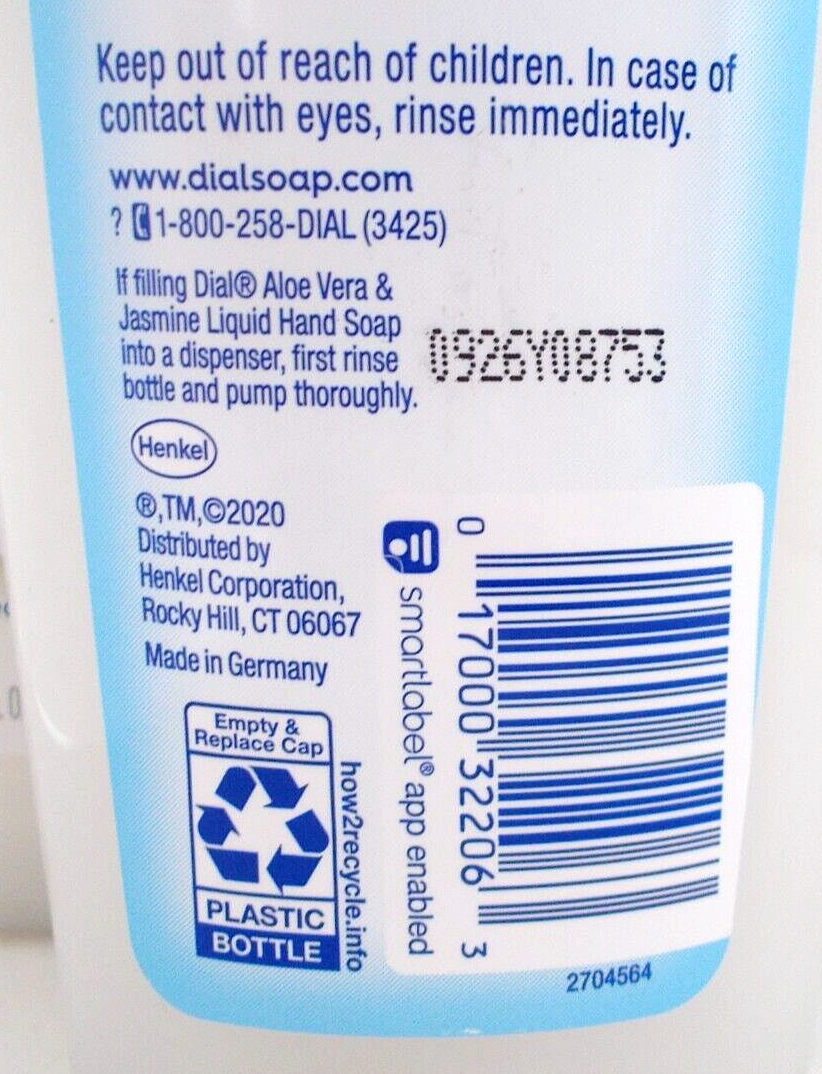 Keep out of reach of children. In case of
contact with eyes, rinse immediately.
www.dialsoap.com
? 1-800-258-DIAL (3425)
If filling Dial® Aloe Vera &
Jasmine Liquid Hand Soap
into a dispenser, first rinse
bottle and pump thoroughly.
0926Y08753
Henkel
®,TM,©2020
Distributed by
Henkel Corporation,
Rocky Hill, CT 06067
Made in Germany
Empty &
Replace Cap
PLASTIC
BOTTLE
how2recycle.info
smartlabel® app enabled
0 17000 32206 3
2704564